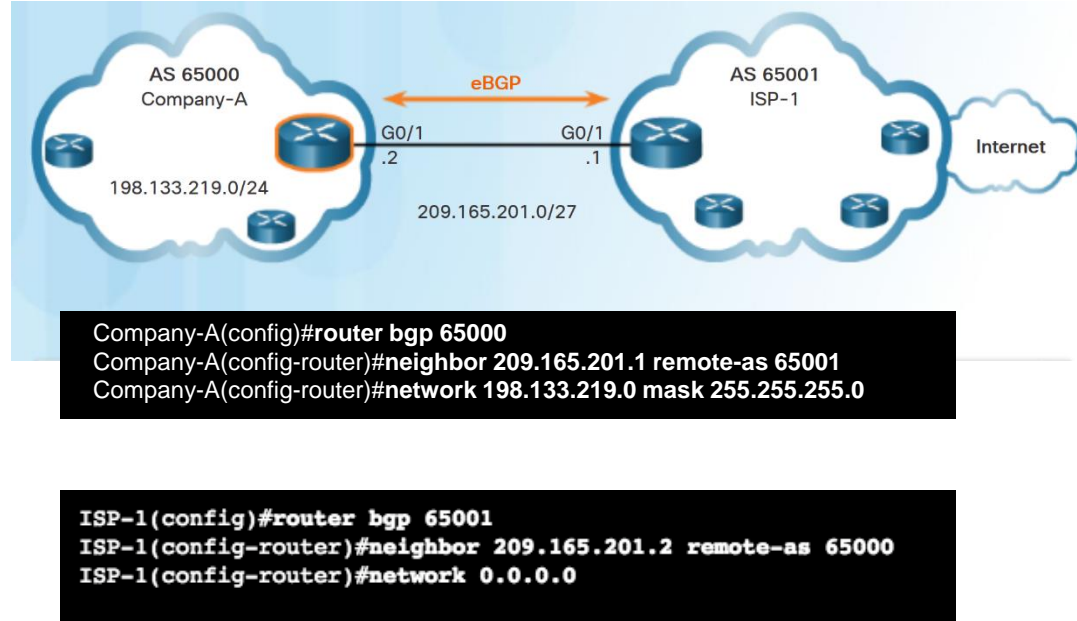 AS 65000
Company-A
eBGP
AS 65001
ISP-1
G0/1
G0/1
.2
.1
Internet
198.133.219.0/24
209.165.201.0/27
Company-A(config)#router bgp 65000
Company-A(config-router)#neighbor 209.165.201.1 remote-as 65001
Company-A(config-router)#network 198.133.219.0 mask 255.255.255.0
ISP-1(config)#router bgp 65001
ISP-1(config-router)#neighbor 209.165.201.2 remote-as 65000
ISP-1(config-router)#network 0.0.0.0